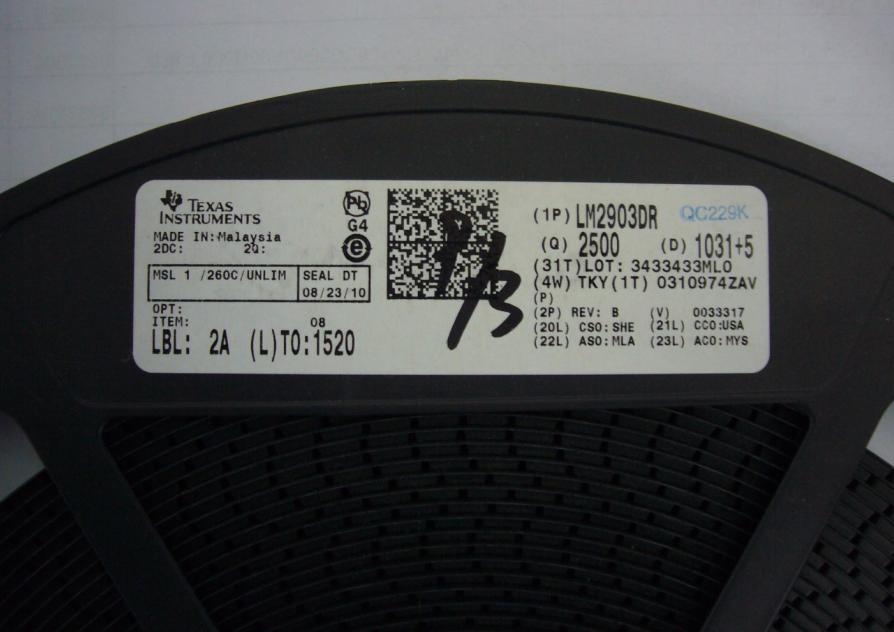 TEXAS
INSTRUMENTS
Pb
G4
e
MADE IN: Malaysia
2DC: 2Q:
MSL 1 /260C/UNLIM
SEAL DT
08/23/10
OPT:
ITEM: 08
LBL: 2A (L)TO:1520
(1P) LM2903DR QC229K
(Q) 2500 (D) 1031+5
(31T)LOT: 3433433ML0
(4W) TKY(1T) 0310974ZAV
(P)
(2P) REV: B (V) 0033317
(20L) CSO:SHE (21L) CCO:USA
(22L) ASO:MLA (23L) ACO:MYS